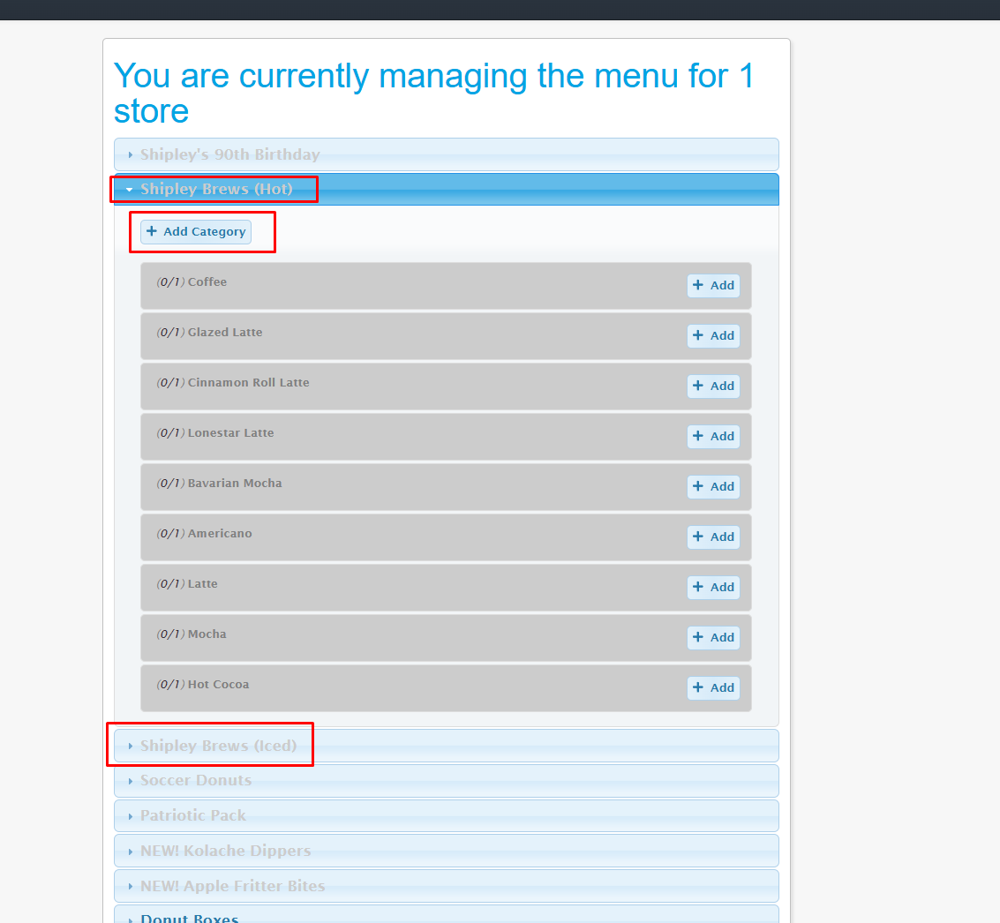 You are currently managing the menu for 1
store
Shipley's 90th Birthday
Shipley Brews (Hot)
+ Add Category
(0/1) Coffee + Add
(0/1) Glazed Latte + Add
(0/1) Cinnamon Roll Latte + Add
(0/1) Lonestar Latte + Add
(0/1) Bavarian Mocha + Add
(0/1) Americano + Add
(0/1) Latte + Add
(0/1) Mocha + Add
(0/1) Hot Cocoa + Add
Shipley Brews (Iced)
Soccer Donuts
Patriotic Pack
NEW! Kolache Dippers
NEW! Apple Fritter Bites
Donut Boxes